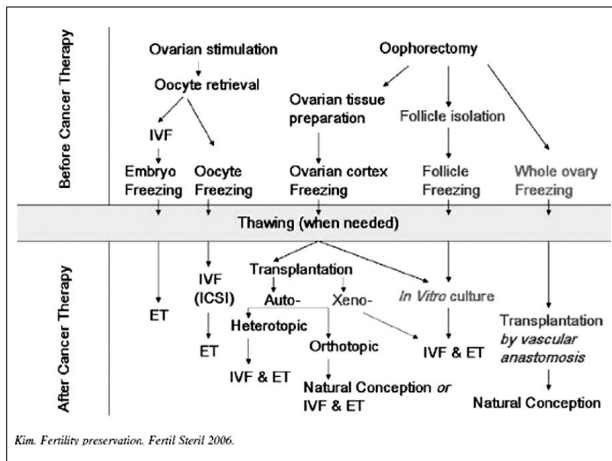 Before Cancer Therapy
Ovarian stimulation
Oocyte retrieval
IVF
Embryo
Freezing
Oocyte
Freezing
Oophorectomy
Ovarian tissue
preparation
Follicle isolation
Ovarian cortex
Freezing
Follicle
Freezing
Whole ovary
Freezing
Thawing (when needed)
After Cancer Therapy
ET
IVF
(ICSI)
ET
Transplantation
Auto-
Xeno-
Heterotopic
IVF & ET
Orthotopic
Natural Conception or
IVF & ET
In Vitro culture
IVF & ET
Transplantation
by vascular
anastomosis
Natural Conception
Kim. Fertility preservation. Fertil Steril 2006.